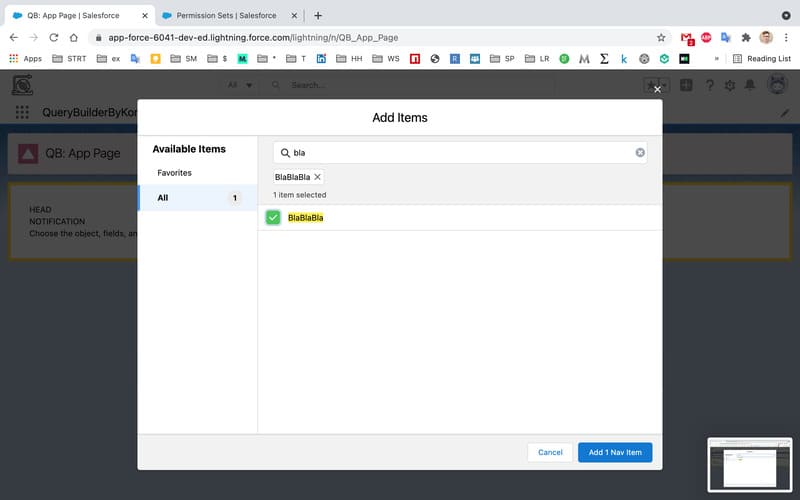 QB: App Page | Salesforce
Permission Sets | Salesforce
app-force-6041-dev-ed.lightning.force.com/lightning/n/QB_App_Page
2
ABP
Apps STRT ex SM $ M. * T HH WS R SP LR k » Reading List
All Search...
QueryBuilderByKor
QB: App Page
HEAD
NOTIFICATION
Choose the object, fields, an
Add Items
Available Items
Favorites
All 1
bla
BlaBlaBla
1 item selected
BlaBlaBla
Cancel
Add 1 Nav Item